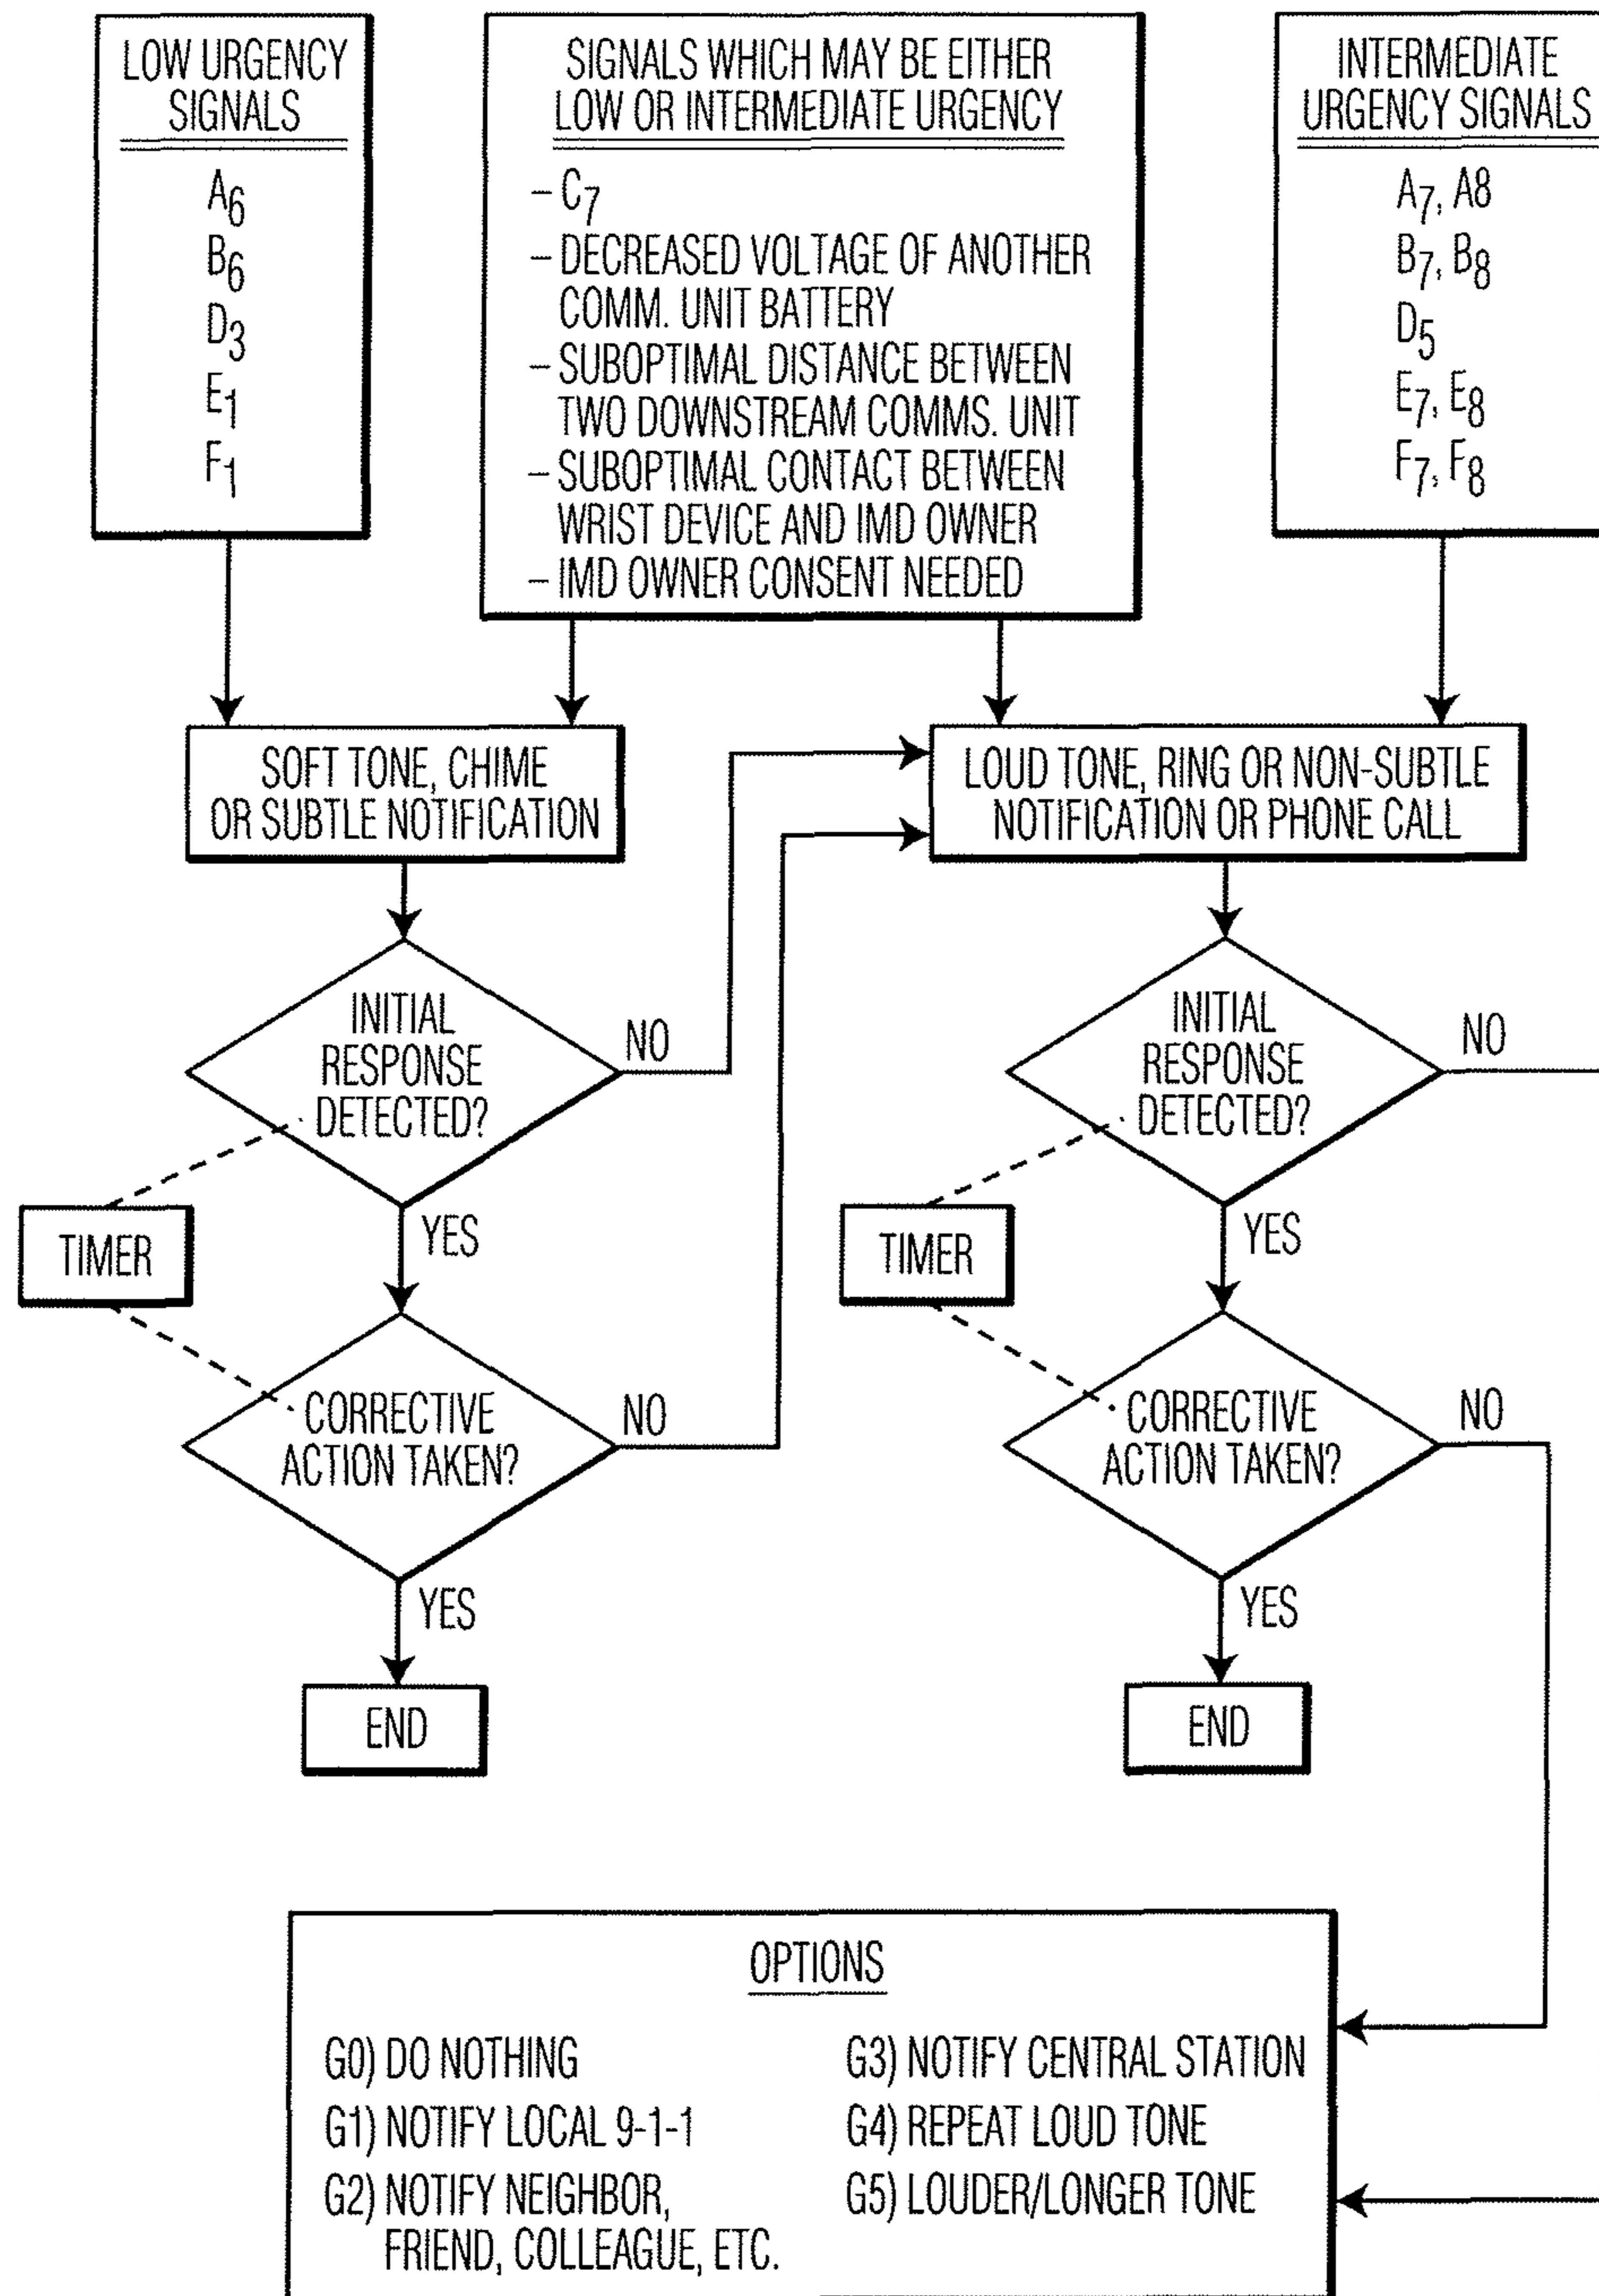 LOW URGENCY
SIGNALS
A6
B6
D3
E1
F1
SIGNALS WHICH MAY BE EITHER
LOW OR INTERMEDIATE URGENCY
– C7
– DECREASED VOLTAGE OF ANOTHER
COMM. UNIT BATTERY
– SUBOPTIMAL DISTANCE BETWEEN
TWO DOWNSTREAM COMMS. UNIT
– SUBOPTIMAL CONTACT BETWEEN
WRIST DEVICE AND IMD OWNER
– IMD OWNER CONSENT NEEDED
INTERMEDIATE
URGENCY SIGNALS
A7, A8
B7, B8
D5
E7, E8
F7, F8
SOFT TONE, CHIME
OR SUBTLE NOTIFICATION
LOUD TONE, RING OR NON-SUBTLE
NOTIFICATION OR PHONE CALL
INITIAL
RESPONSE
DETECTED?
NO
YES
TIMER
CORRECTIVE
ACTION TAKEN?
NO
YES
END
INITIAL
RESPONSE
DETECTED?
NO
YES
TIMER
CORRECTIVE
ACTION TAKEN?
NO
YES
END
OPTIONS
G0) DO NOTHING
G1) NOTIFY LOCAL 9-1-1
G2) NOTIFY NEIGHBOR,
FRIEND, COLLEAGUE, ETC.
G3) NOTIFY CENTRAL STATION
G4) REPEAT LOUD TONE
G5) LOUDER/LONGER TONE